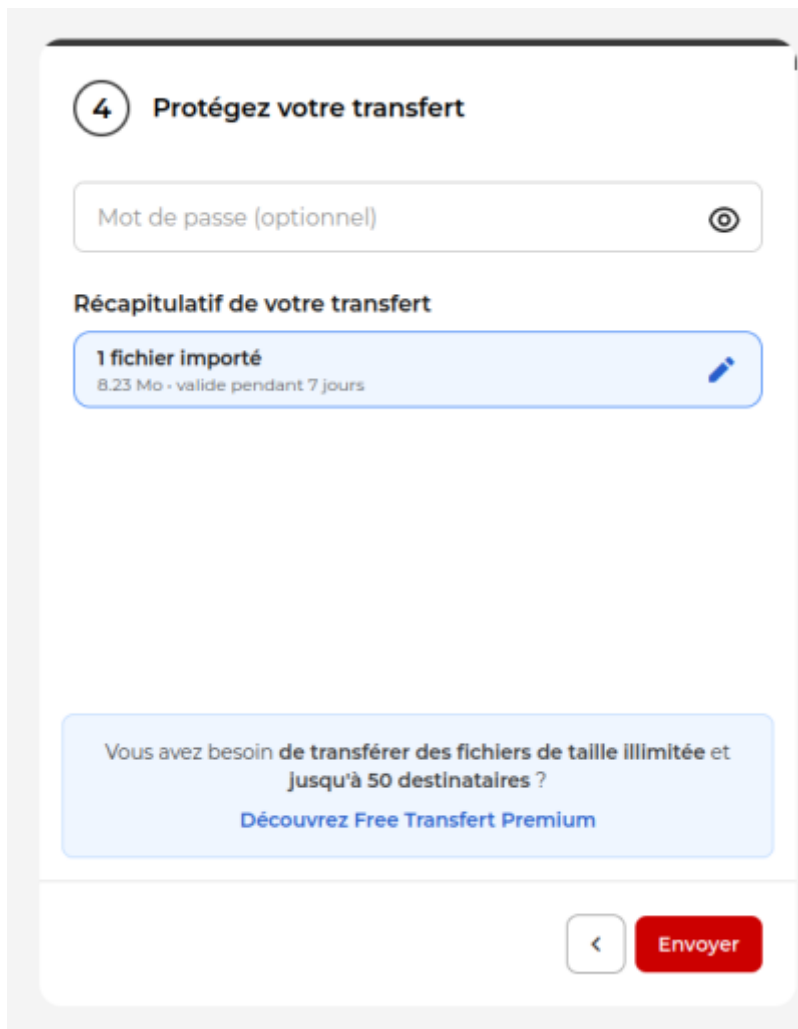 4 Protégez votre transfert
Mot de passe (optionnel)
Récapitulatif de votre transfert
1 fichier importé
8.23 Mo • valide pendant 7 jours
Vous avez besoin de transférer des fichiers de taille illimitée et
jusqu'à 50 destinataires ?
Découvrez Free Transfert Premium
Envoyer